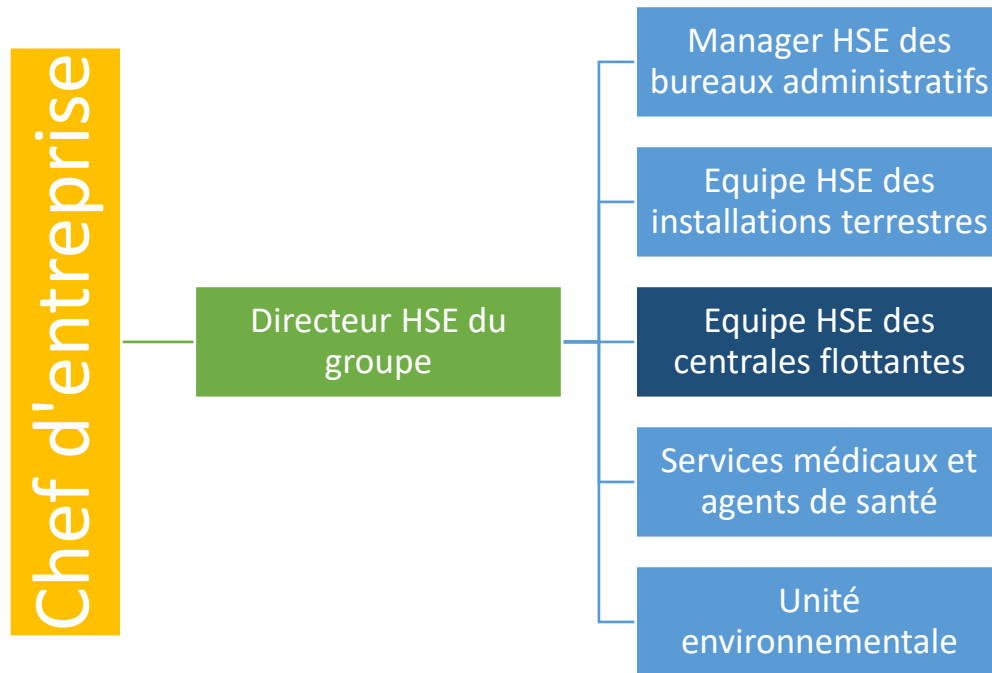 Chef d'entreprise
Directeur HSE du
groupe
Manager HSE des
bureaux administratifs
Equipe HSE des
installations terrestres
Equipe HSE des
centrales flottantes
Services médicaux et
agents de santé
Unité
environnementale